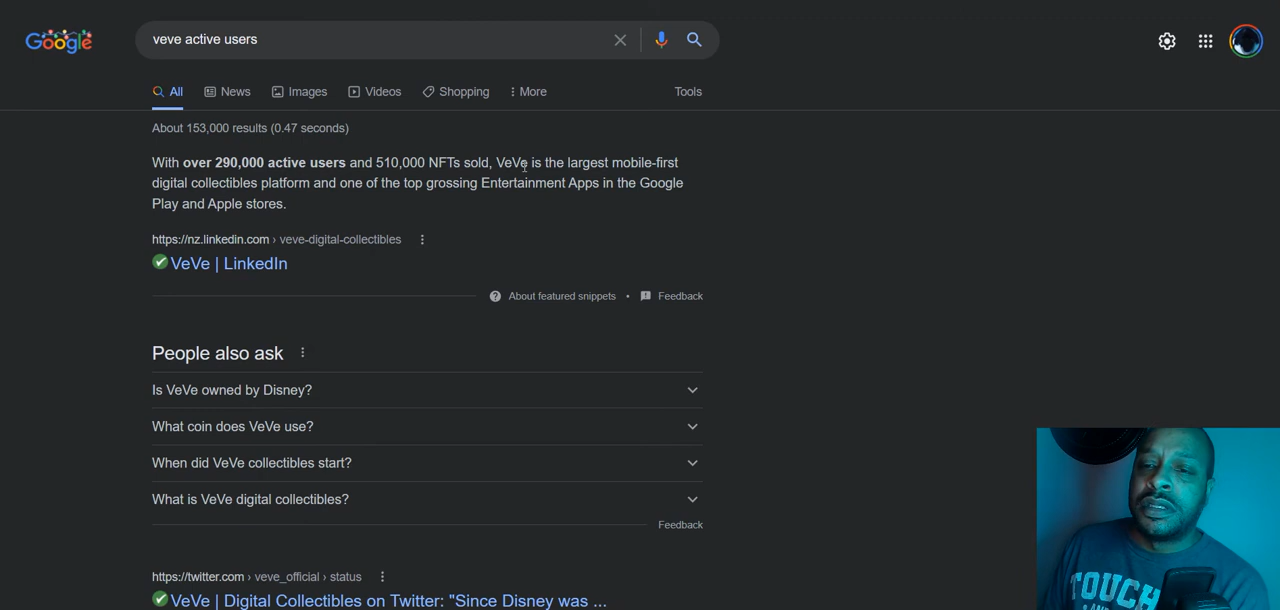 Google
veve active users
All News Images Videos Shopping More Tools
About 153,000 results (0.47 seconds)
With over 290,000 active users and 510,000 NFTs sold, VeVe is the largest mobile-first
digital collectibles platform and one of the top grossing Entertainment Apps in the Google
Play and Apple stores.
https://nz.linkedin.com › veve-digital-collectibles
VeVe | LinkedIn
About featured snippets • Feedback
People also ask
Is VeVe owned by Disney?
What coin does VeVe use?
When did VeVe collectibles start?
What is VeVe digital collectibles?
Feedback
https://twitter.com › veve_official › status
VeVe | Digital Collectibles on Twitter: "Since Disney was ...
TOUCH